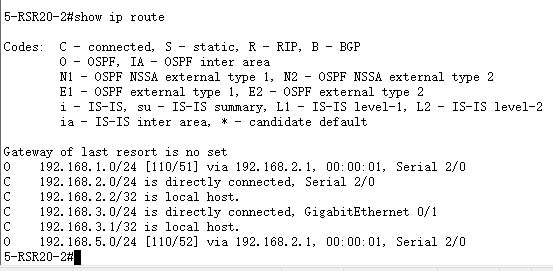 5-RSR20-2#show ip route
Codes: C - connected, S - static, R - RIP, B - BGP
O - OSPF, IA - OSPF inter area
N1 - OSPF NSSA external type 1, N2 - OSPF NSSA external type 2
E1 - OSPF external type 1, E2 - OSPF external type 2
i - IS-IS, su - IS-IS summary, L1 - IS-IS level-1, L2 - IS-IS level-2
ia - IS-IS inter area, * - candidate default
Gateway of last resort is no set
O 192.168.1.0/24 [110/51] via 192.168.2.1, 00:00:01, Serial 2/0
C 192.168.2.0/24 is directly connected, Serial 2/0
C 192.168.2.2/32 is local host.
C 192.168.3.0/24 is directly connected, GigabitEthernet 0/1
C 192.168.3.1/32 is local host.
O 192.168.5.0/24 [110/52] via 192.168.2.1, 00:00:01, Serial 2/0
5-RSR20-2#